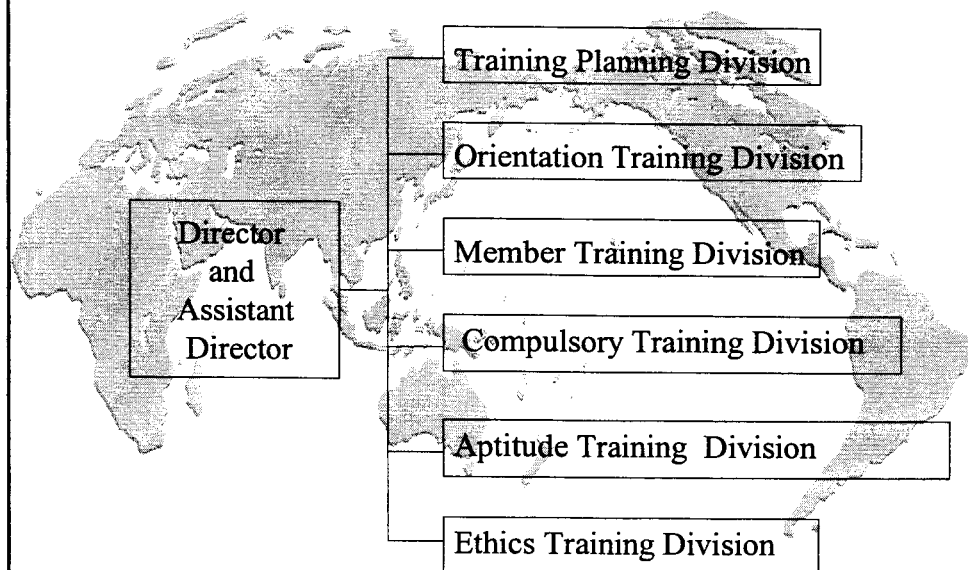 Training Planning Division
Orientation Training Division
Member Training Division
Director
and
Assistant
Director
Compulsory Training Division
Aptitude Training Division
Ethics Training Division